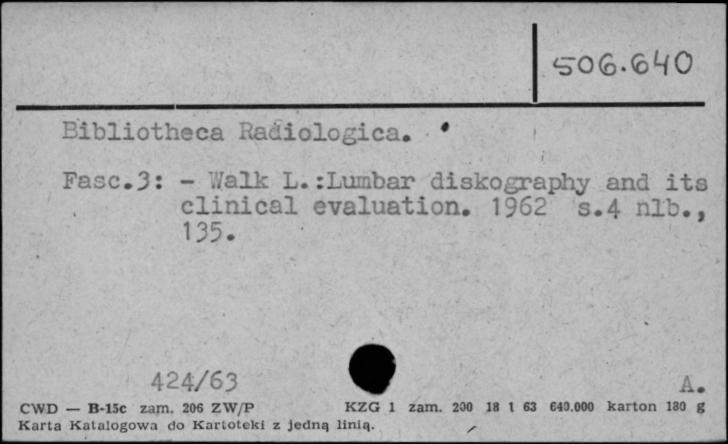 506.640
Bibliotheca Radiologica.
Fasc.3: - Walk L.:Lumbar diskography and its
clinical evaluation. 1962 s.4 nlb.,
135.
424/63
A.
CWD — B-15c zam. 206 ZW/P KZG 1 zam. 200 18 I 63 640.000 karton 180 g
Karta Katalogowa do Kartoteki z jedną linią.